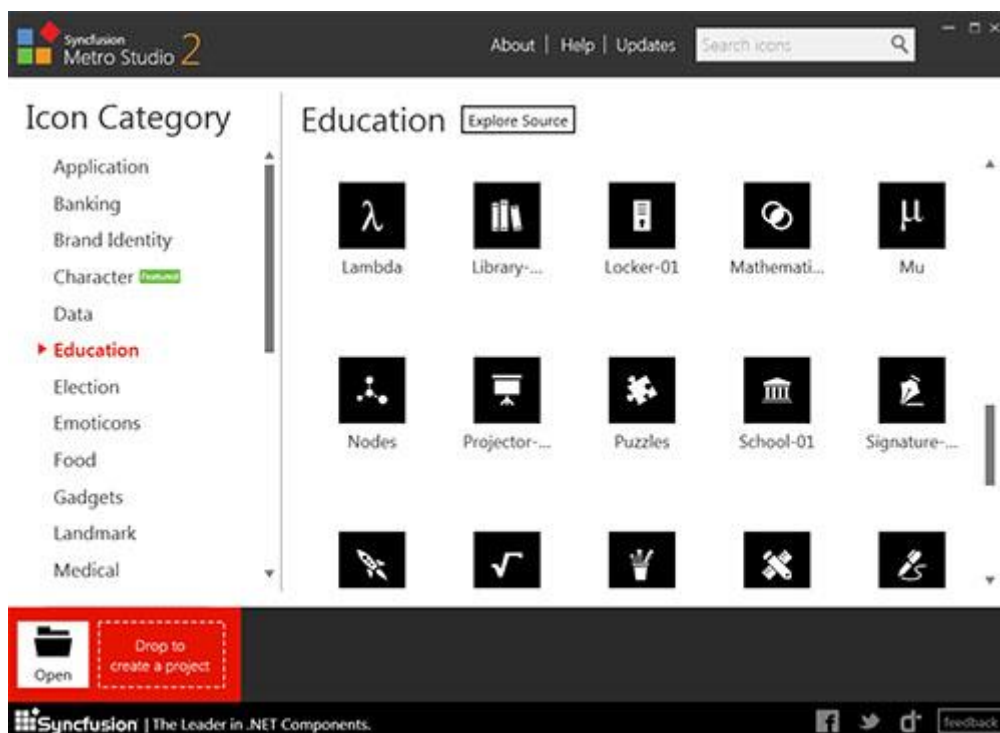 Syncfusion
Metro Studio 2
About | Help | Updates
Search icons
Icon Category
Application
Banking
Brand Identity
Character Featured
Data
Education
Election
Emoticons
Food
Gadgets
Landmark
Medical
Education Explore Source
λ μ
Lambda Library-... Locker-01 Mathemati... Mu
Nodes Projector-... Puzzles School-01 Signature-...
Open
Drop to
create a project
Syncfusion | The Leader in .NET Components.
feedback